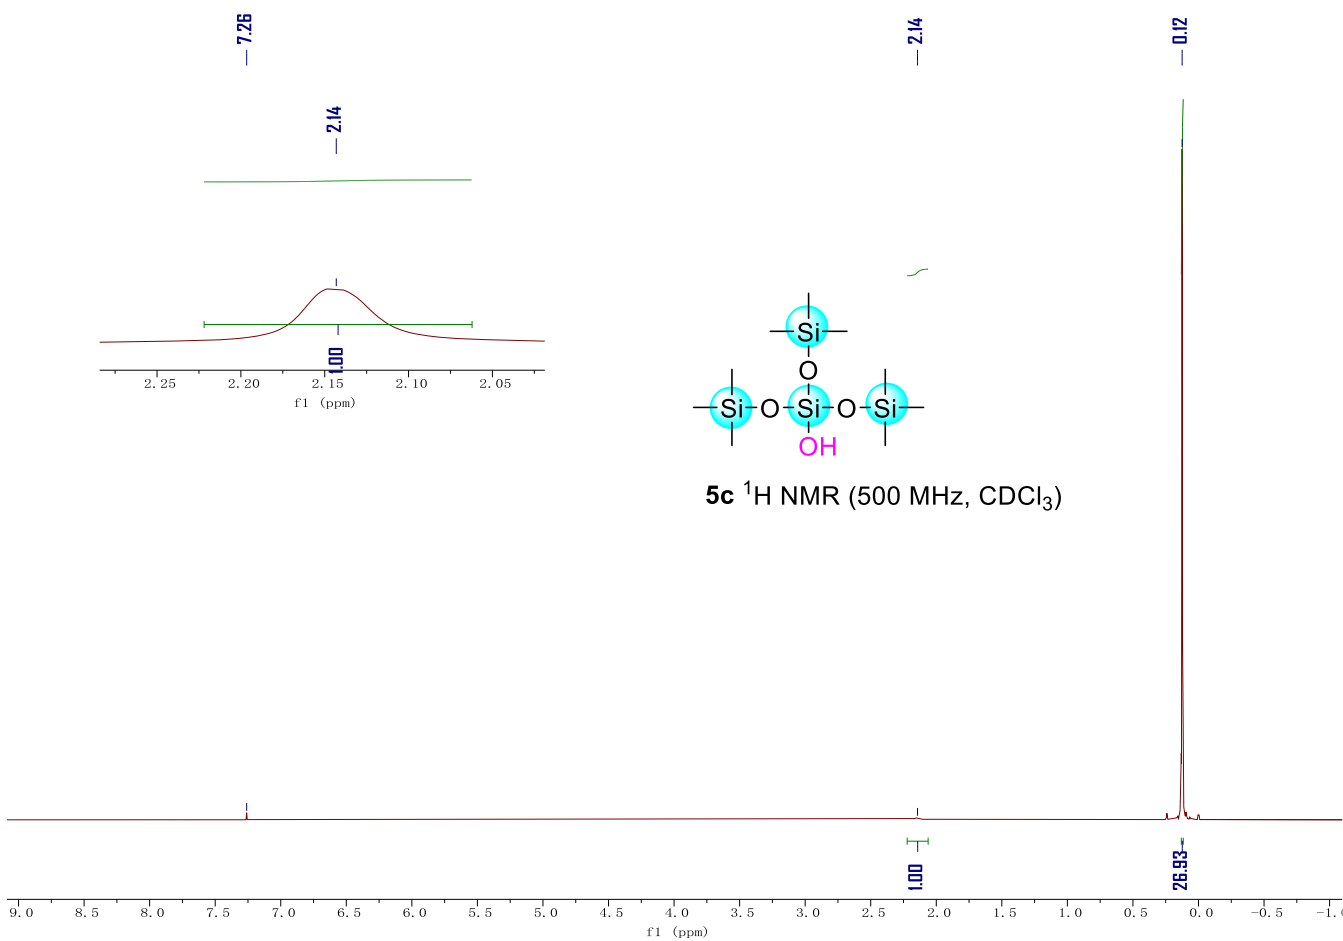 7.26
2.14
0.12
2.14
1.00
2.25 2.20 2.15 2.10 2.05
f1 (ppm)
Si
O
Si O Si O Si
OH
5c ¹H NMR (500 MHz, CDCl₃)
1.00
26.93
9.0 8.5 8.0 7.5 7.0 6.5 6.0 5.5 5.0 4.5 4.0 3.5 3.0 2.5 2.0 1.5 1.0 0.5 0.0 -0.5 -1.0
f1 (ppm)